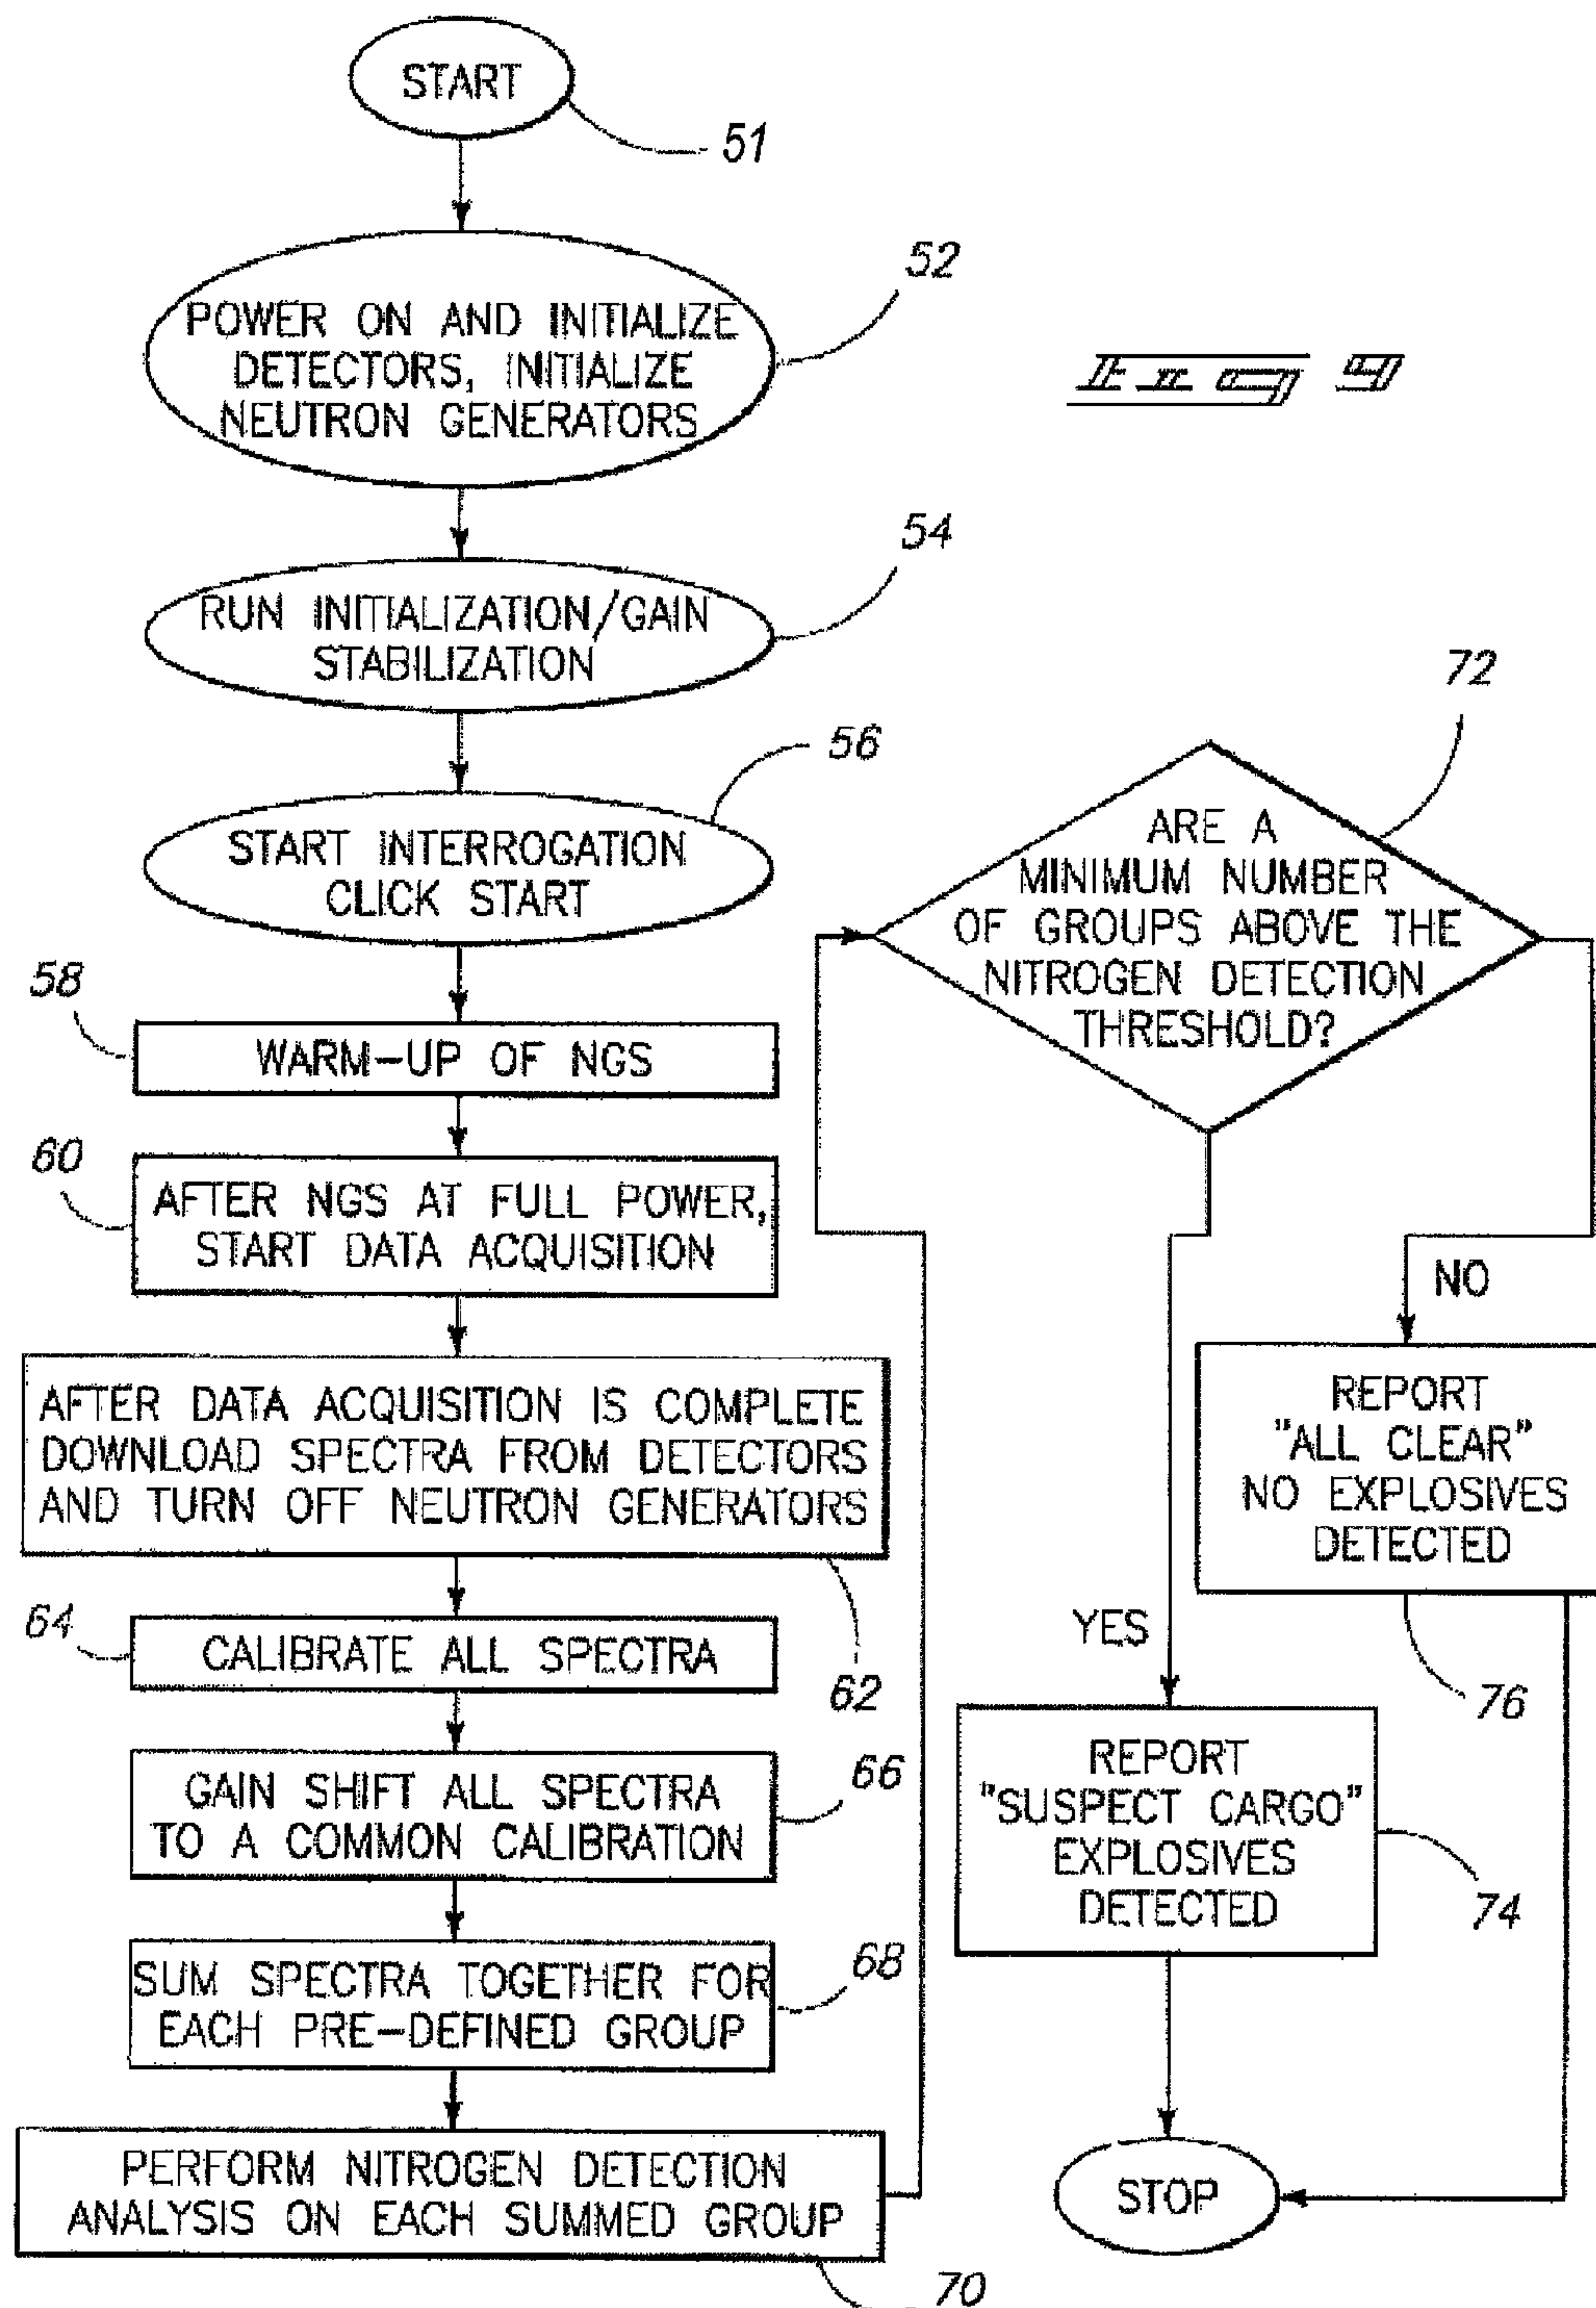 START
51
POWER ON AND INITIALIZE
DETECTORS, INITIALIZE
NEUTRON GENERATORS
52
FIG 9
RUN INITIALIZATION/GAIN
STABILIZATION
54
START INTERROGATION
CLICK START
56
58
WARM-UP OF NGS
60
AFTER NGS AT FULL POWER,
START DATA ACQUISITION
AFTER DATA ACQUISITION IS COMPLETE
DOWNLOAD SPECTRA FROM DETECTORS
AND TURN OFF NEUTRON GENERATORS
62
64
CALIBRATE ALL SPECTRA
GAIN SHIFT ALL SPECTRA
TO A COMMON CALIBRATION
66
SUM SPECTRA TOGETHER FOR
EACH PRE-DEFINED GROUP
68
PERFORM NITROGEN DETECTION
ANALYSIS ON EACH SUMMED GROUP
70
72
ARE A
MINIMUM NUMBER
OF GROUPS ABOVE THE
NITROGEN DETECTION
THRESHOLD?
NO
REPORT
"ALL CLEAR"
NO EXPLOSIVES
DETECTED
76
YES
REPORT
"SUSPECT CARGO"
EXPLOSIVES
DETECTED
74
STOP